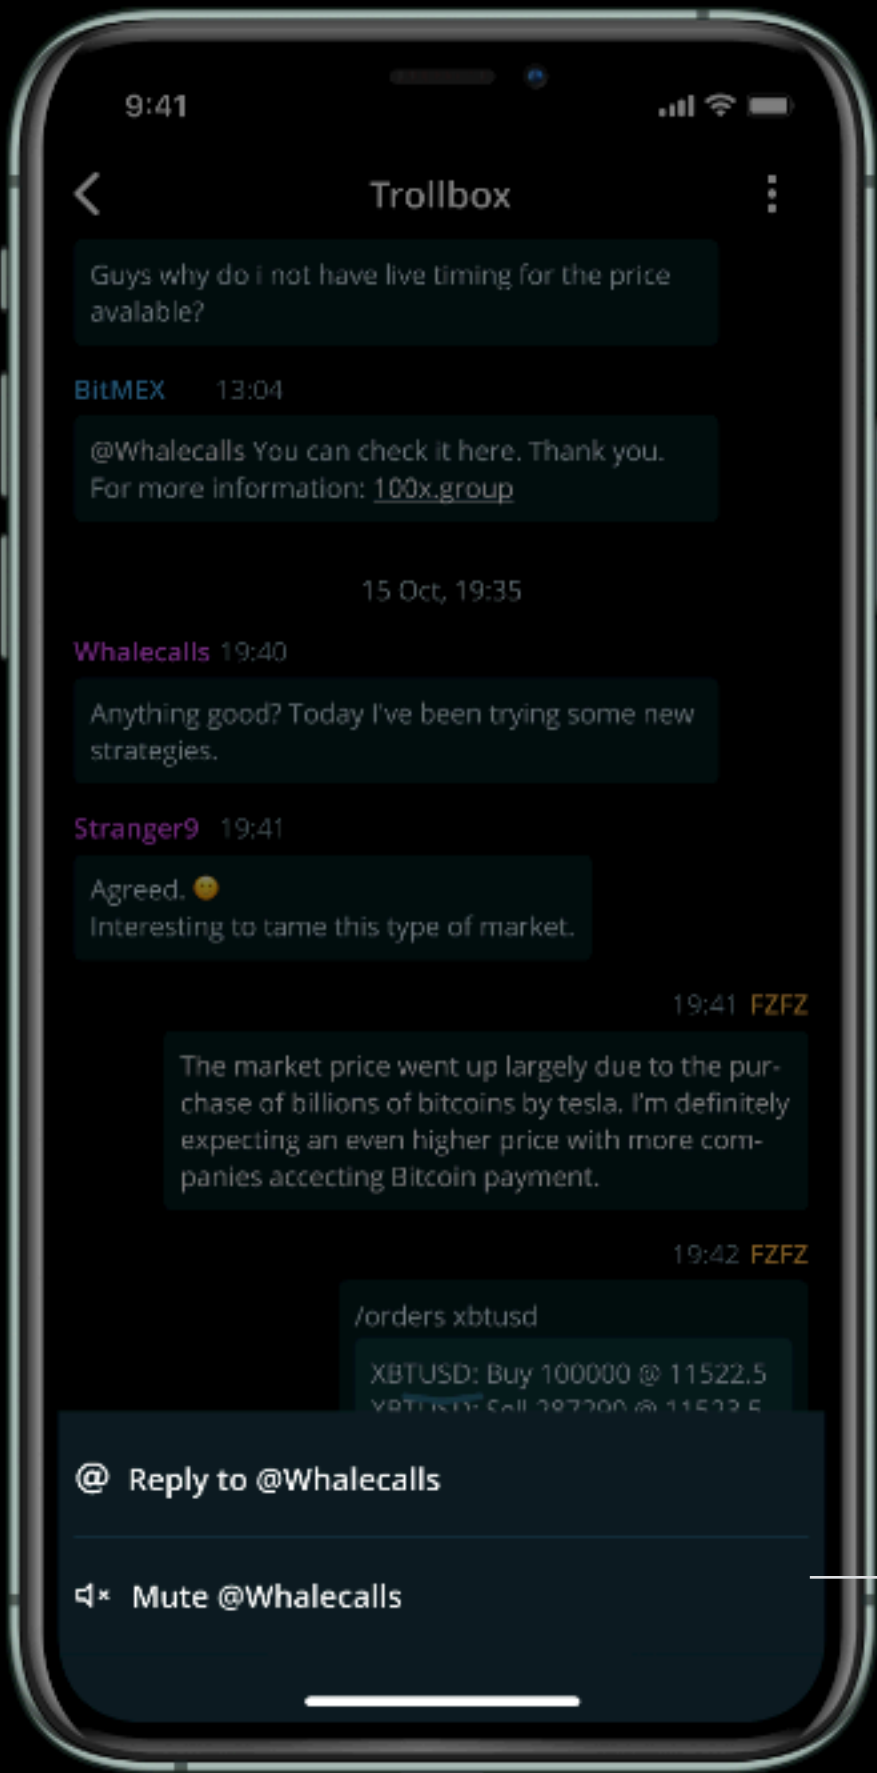 9:41
Trollbox
Guys why do i not have live timing for the price
avalable?
BitMEX 13:04
@Whalecalls You can check it here. Thank you.
For more information: 100x.group
15 Oct, 19:35
Whalecalls 19:40
Anything good? Today I've been trying some new
strategies.
Stranger9 19:41
Agreed. 🙂
Interesting to tame this type of market.
19:41 FZFZ
The market price went up largely due to the pur-
chase of billions of bitcoins by tesla. I'm definitely
expecting an even higher price with more com-
panies accecting Bitcoin payment.
19:42 FZFZ
/orders xbtusd
XBTUSD: Buy 100000 @ 11522.5
XBTUSD: Sell 287290 @ 11523.5
@ Reply to @Whalecalls
Mute @Whalecalls